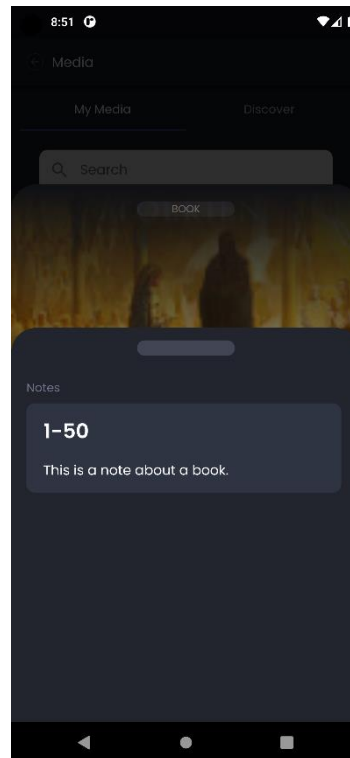 8:51
Media
My Media
Discover
Search
BOOK
Notes
1-50
This is a note about a book.